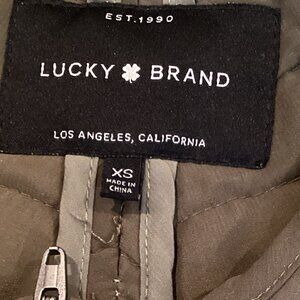 EST. 1990
LUCKY BRAND
LOS ANGELES, CALIFORNIA
XS
MADE IN
CHINA